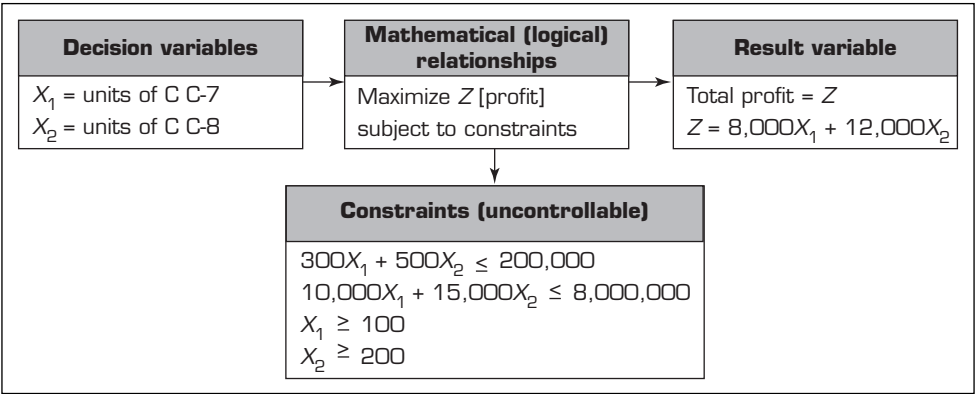 Decision variables
X₁ = units of C C-7
X₂ = units of C C-8
Mathematical (logical)
relationships
Maximize Z [profit]
subject to constraints
Result variable
Total profit = Z
Z = 8,000X₁ + 12,000X₂
Constraints (uncontrollable)
300X₁ + 500X₂ ≤ 200,000
10,000X₁ + 15,000X₂ ≤ 8,000,000
X₁ ≥ 100
X₂ ≥ 200